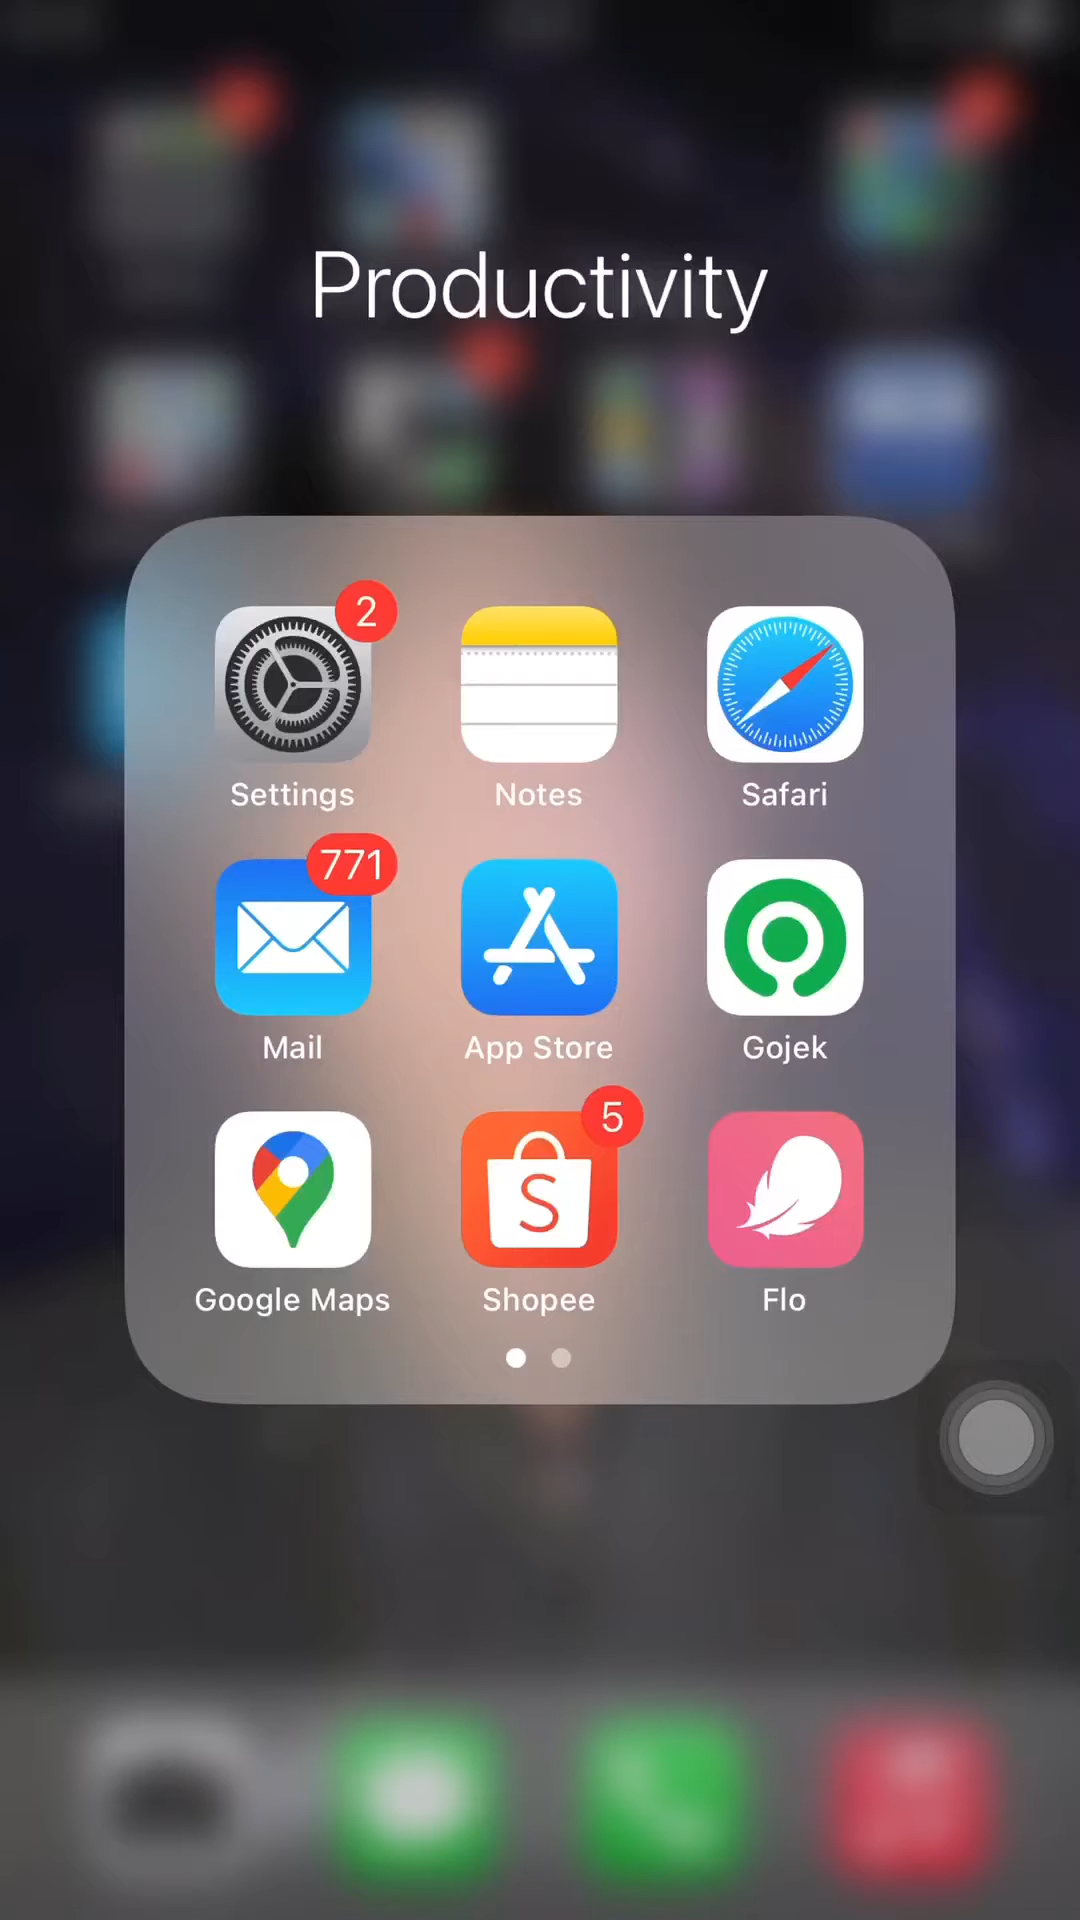 Productivity
2
Settings
Notes
Safari
771
Mail
App Store
Gojek
5
Google Maps
S
Shopee
Flo